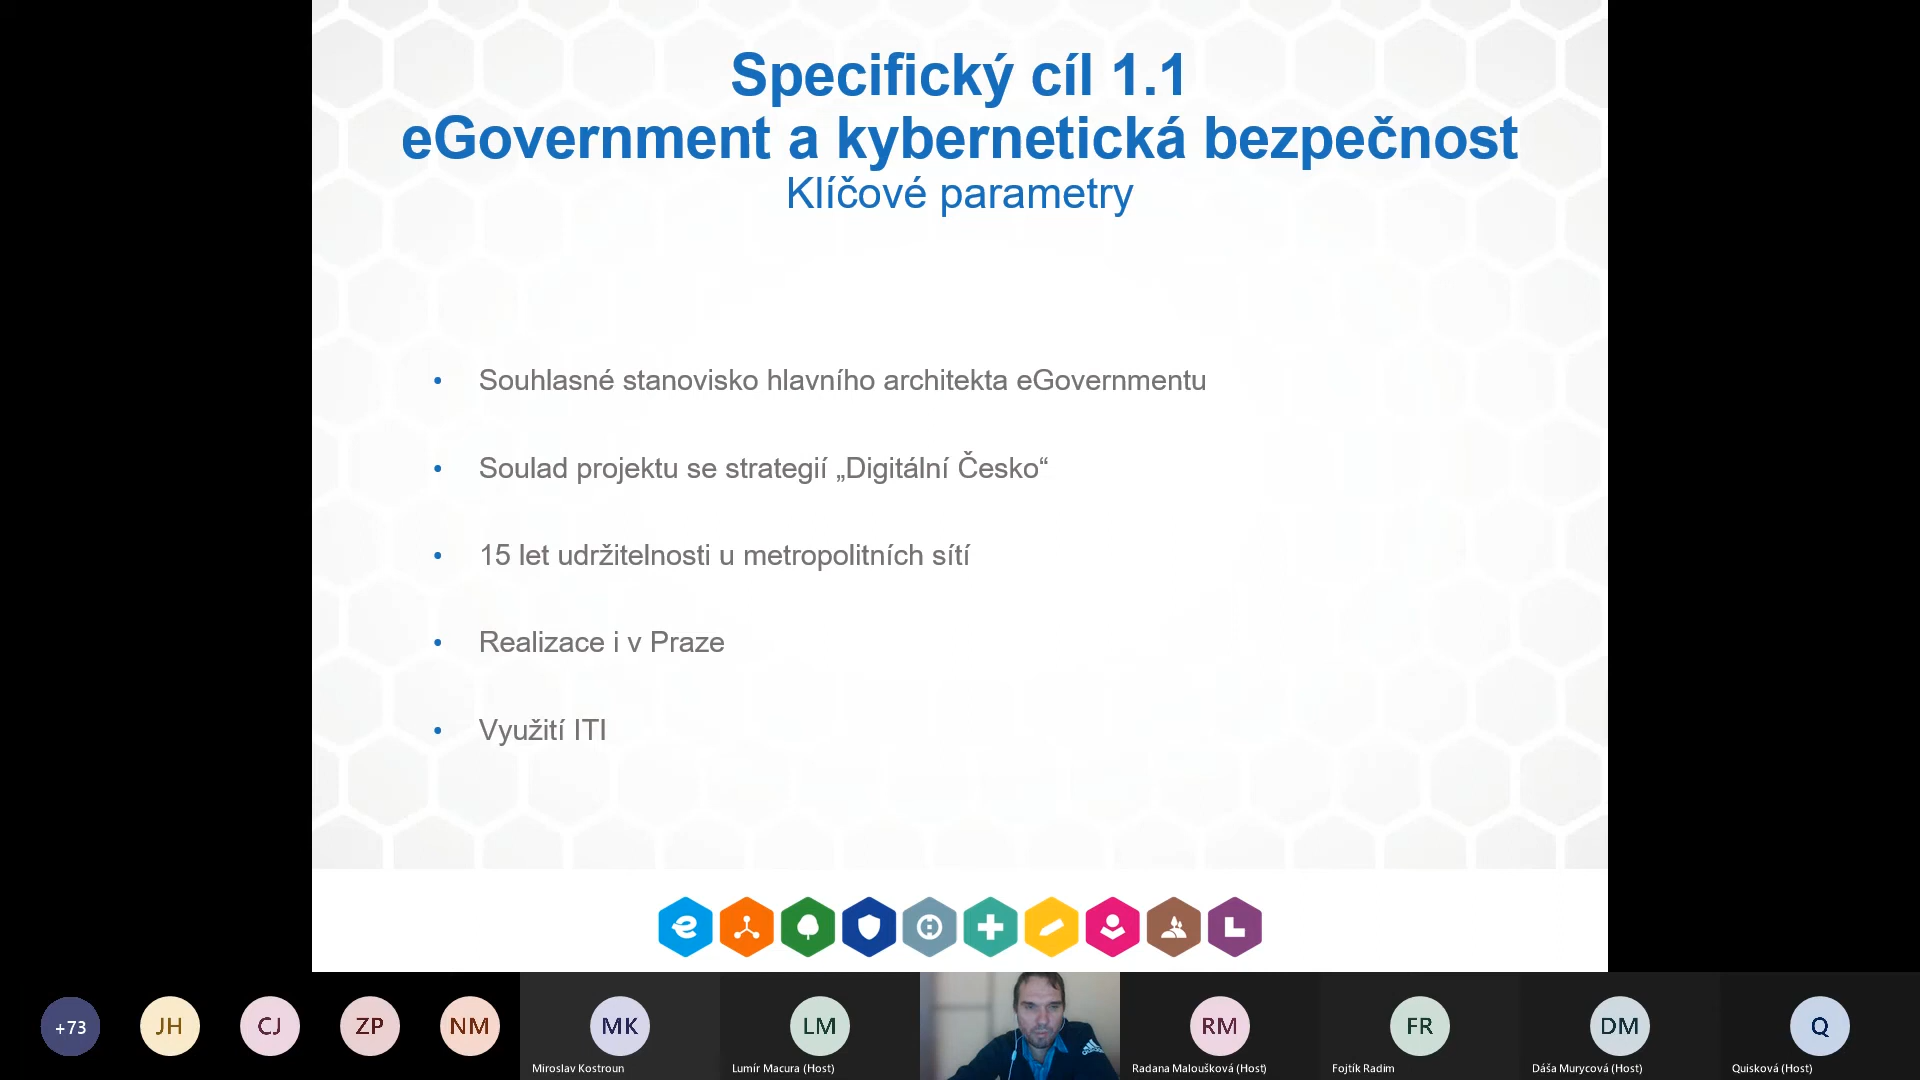 Specifický cíl 1.1
eGovernment a kybernetická bezpečnost
Klíčové parametry
• Souhlasné stanovisko hlavního architekta eGovernmentu
• Soulad projektu se strategií „Digitální Česko“
• 15 let udržitelnosti u metropolitních sítí
• Realizace i v Praze
• Využití ITI
+73
JH
CJ
ZP
NM
MK
LM
RM
FR
DM
Q
Miroslav Kostroun
Lumír Macura (Host)
Radana Maloušková (Host)
Fojtík Radim
Dáša Murycová (Host)
Quisková (Host)